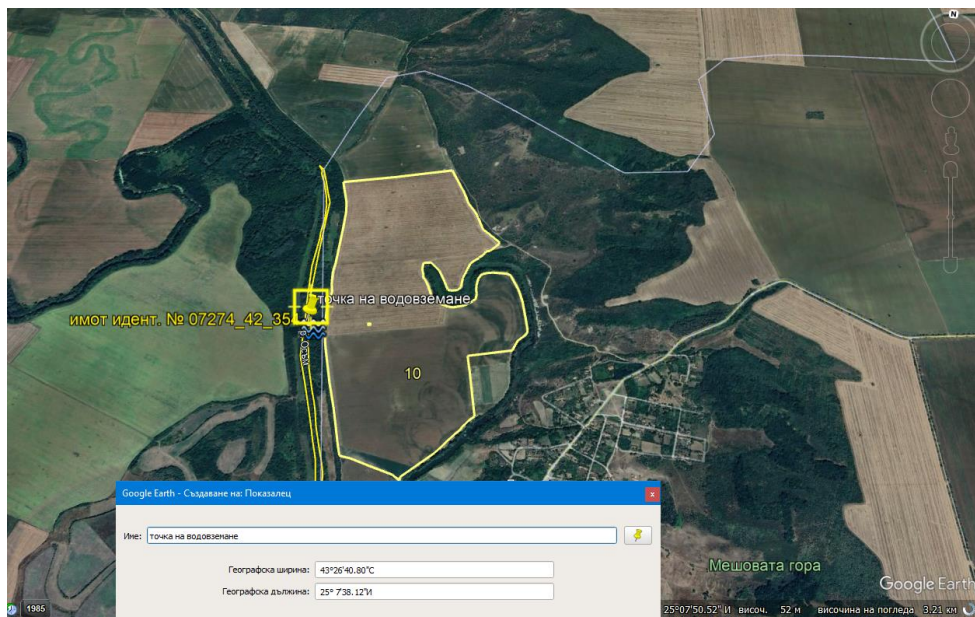 N
точка на водовземане
имот идент. № 07274_42_354
10
Google Earth - Създаване на: Показалец
x
Име: точка на водовземане
Географска ширина: 43°26'40.80"С
Географска дължина: 25° 7'38.12"И
Мешовата гора
Google Earth
1985
25°07'50.52" И височ. 52 м височина на погледа 3.21 км